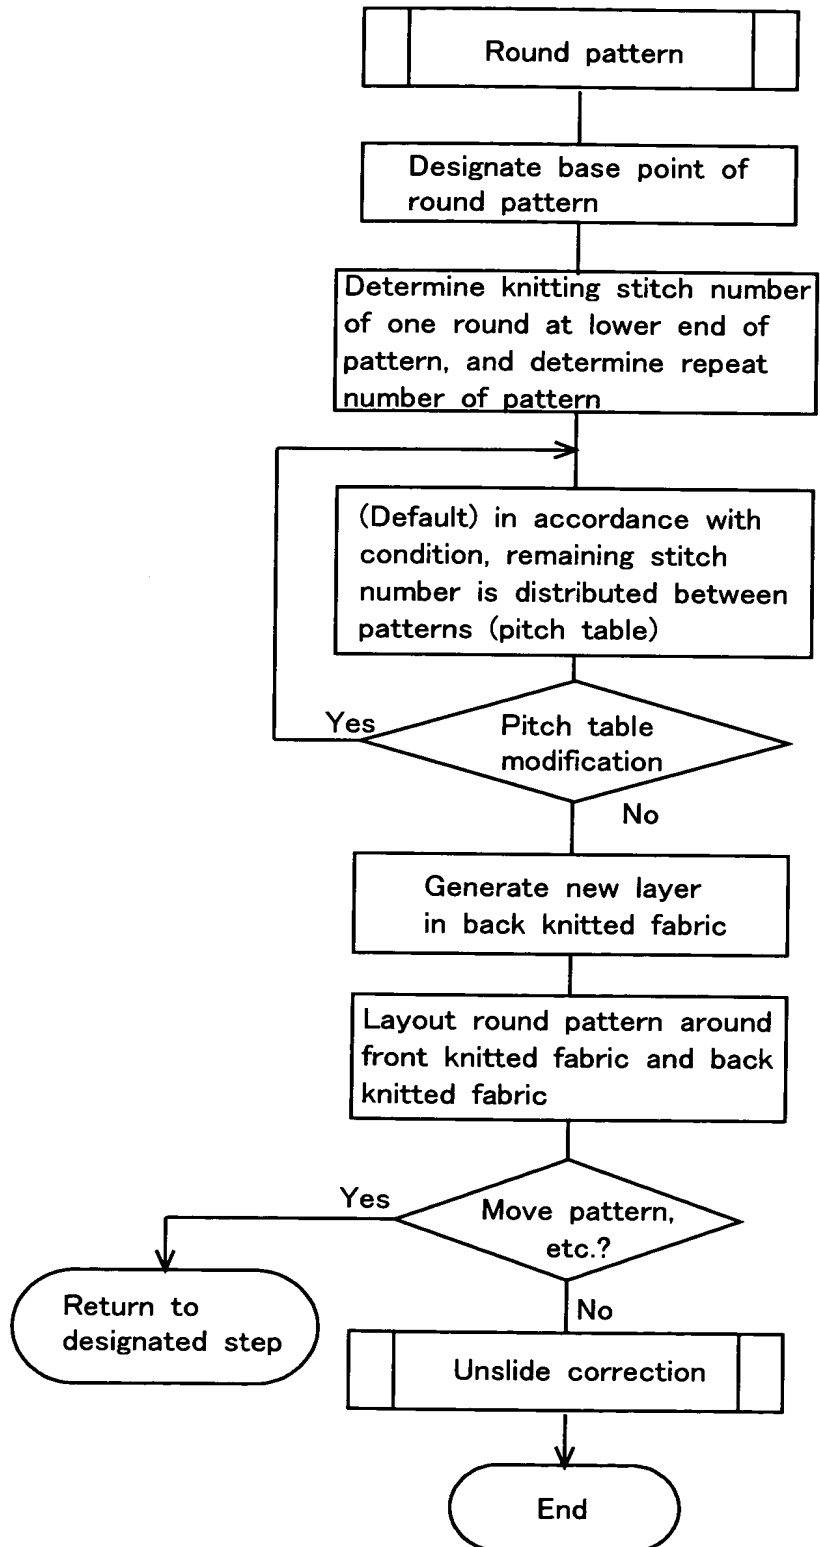 Round pattern
Designate base point of
round pattern
Determine knitting stitch number
of one round at lower end of
pattern, and determine repeat
number of pattern
(Default) in accordance with
condition, remaining stitch
number is distributed between
patterns (pitch table)
Yes
Pitch table
modification
No
Generate new layer
in back knitted fabric
Layout round pattern around
front knitted fabric and back
knitted fabric
Yes
Move pattern,
etc.?
Return to
designated step
No
Unslide correction
End